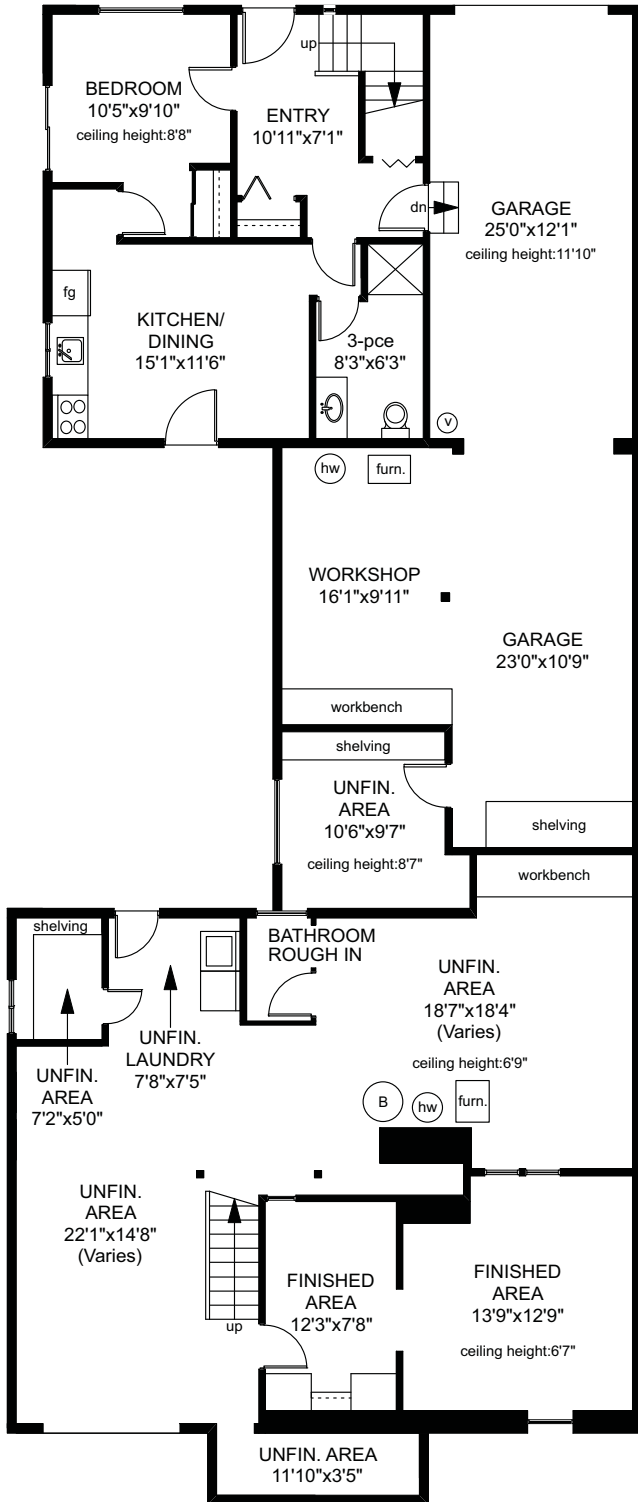 up
BEDROOM
10'5"x9'10"
ceiling height:8'8"
ENTRY
10'11"x7'1"
dn
GARAGE
25'0"x12'1"
ceiling height:11'10"
fg
KITCHEN/
DINING
15'1"x11'6"
3-pce
8'3"x6'3"
V
hw
furn.
WORKSHOP
16'1"x9'11"
GARAGE
23'0"x10'9"
workbench
shelving
UNFIN.
AREA
10'6"x9'7"
ceiling height:8'7"
shelving
workbench
shelving
BATHROOM
ROUGH IN
UNFIN.
AREA
18'7"x18'4"
(Varies)
ceiling height:6'9"
UNFIN.
LAUNDRY
7'8"x7'5"
UNFIN.
AREA
7'2"x5'0"
B
hw
furn.
UNFIN.
AREA
22'1"x14'8"
(Varies)
up
FINISHED
AREA
12'3"x7'8"
FINISHED
AREA
13'9"x12'9"
ceiling height:6'7"
UNFIN. AREA
11'10"x3'5"